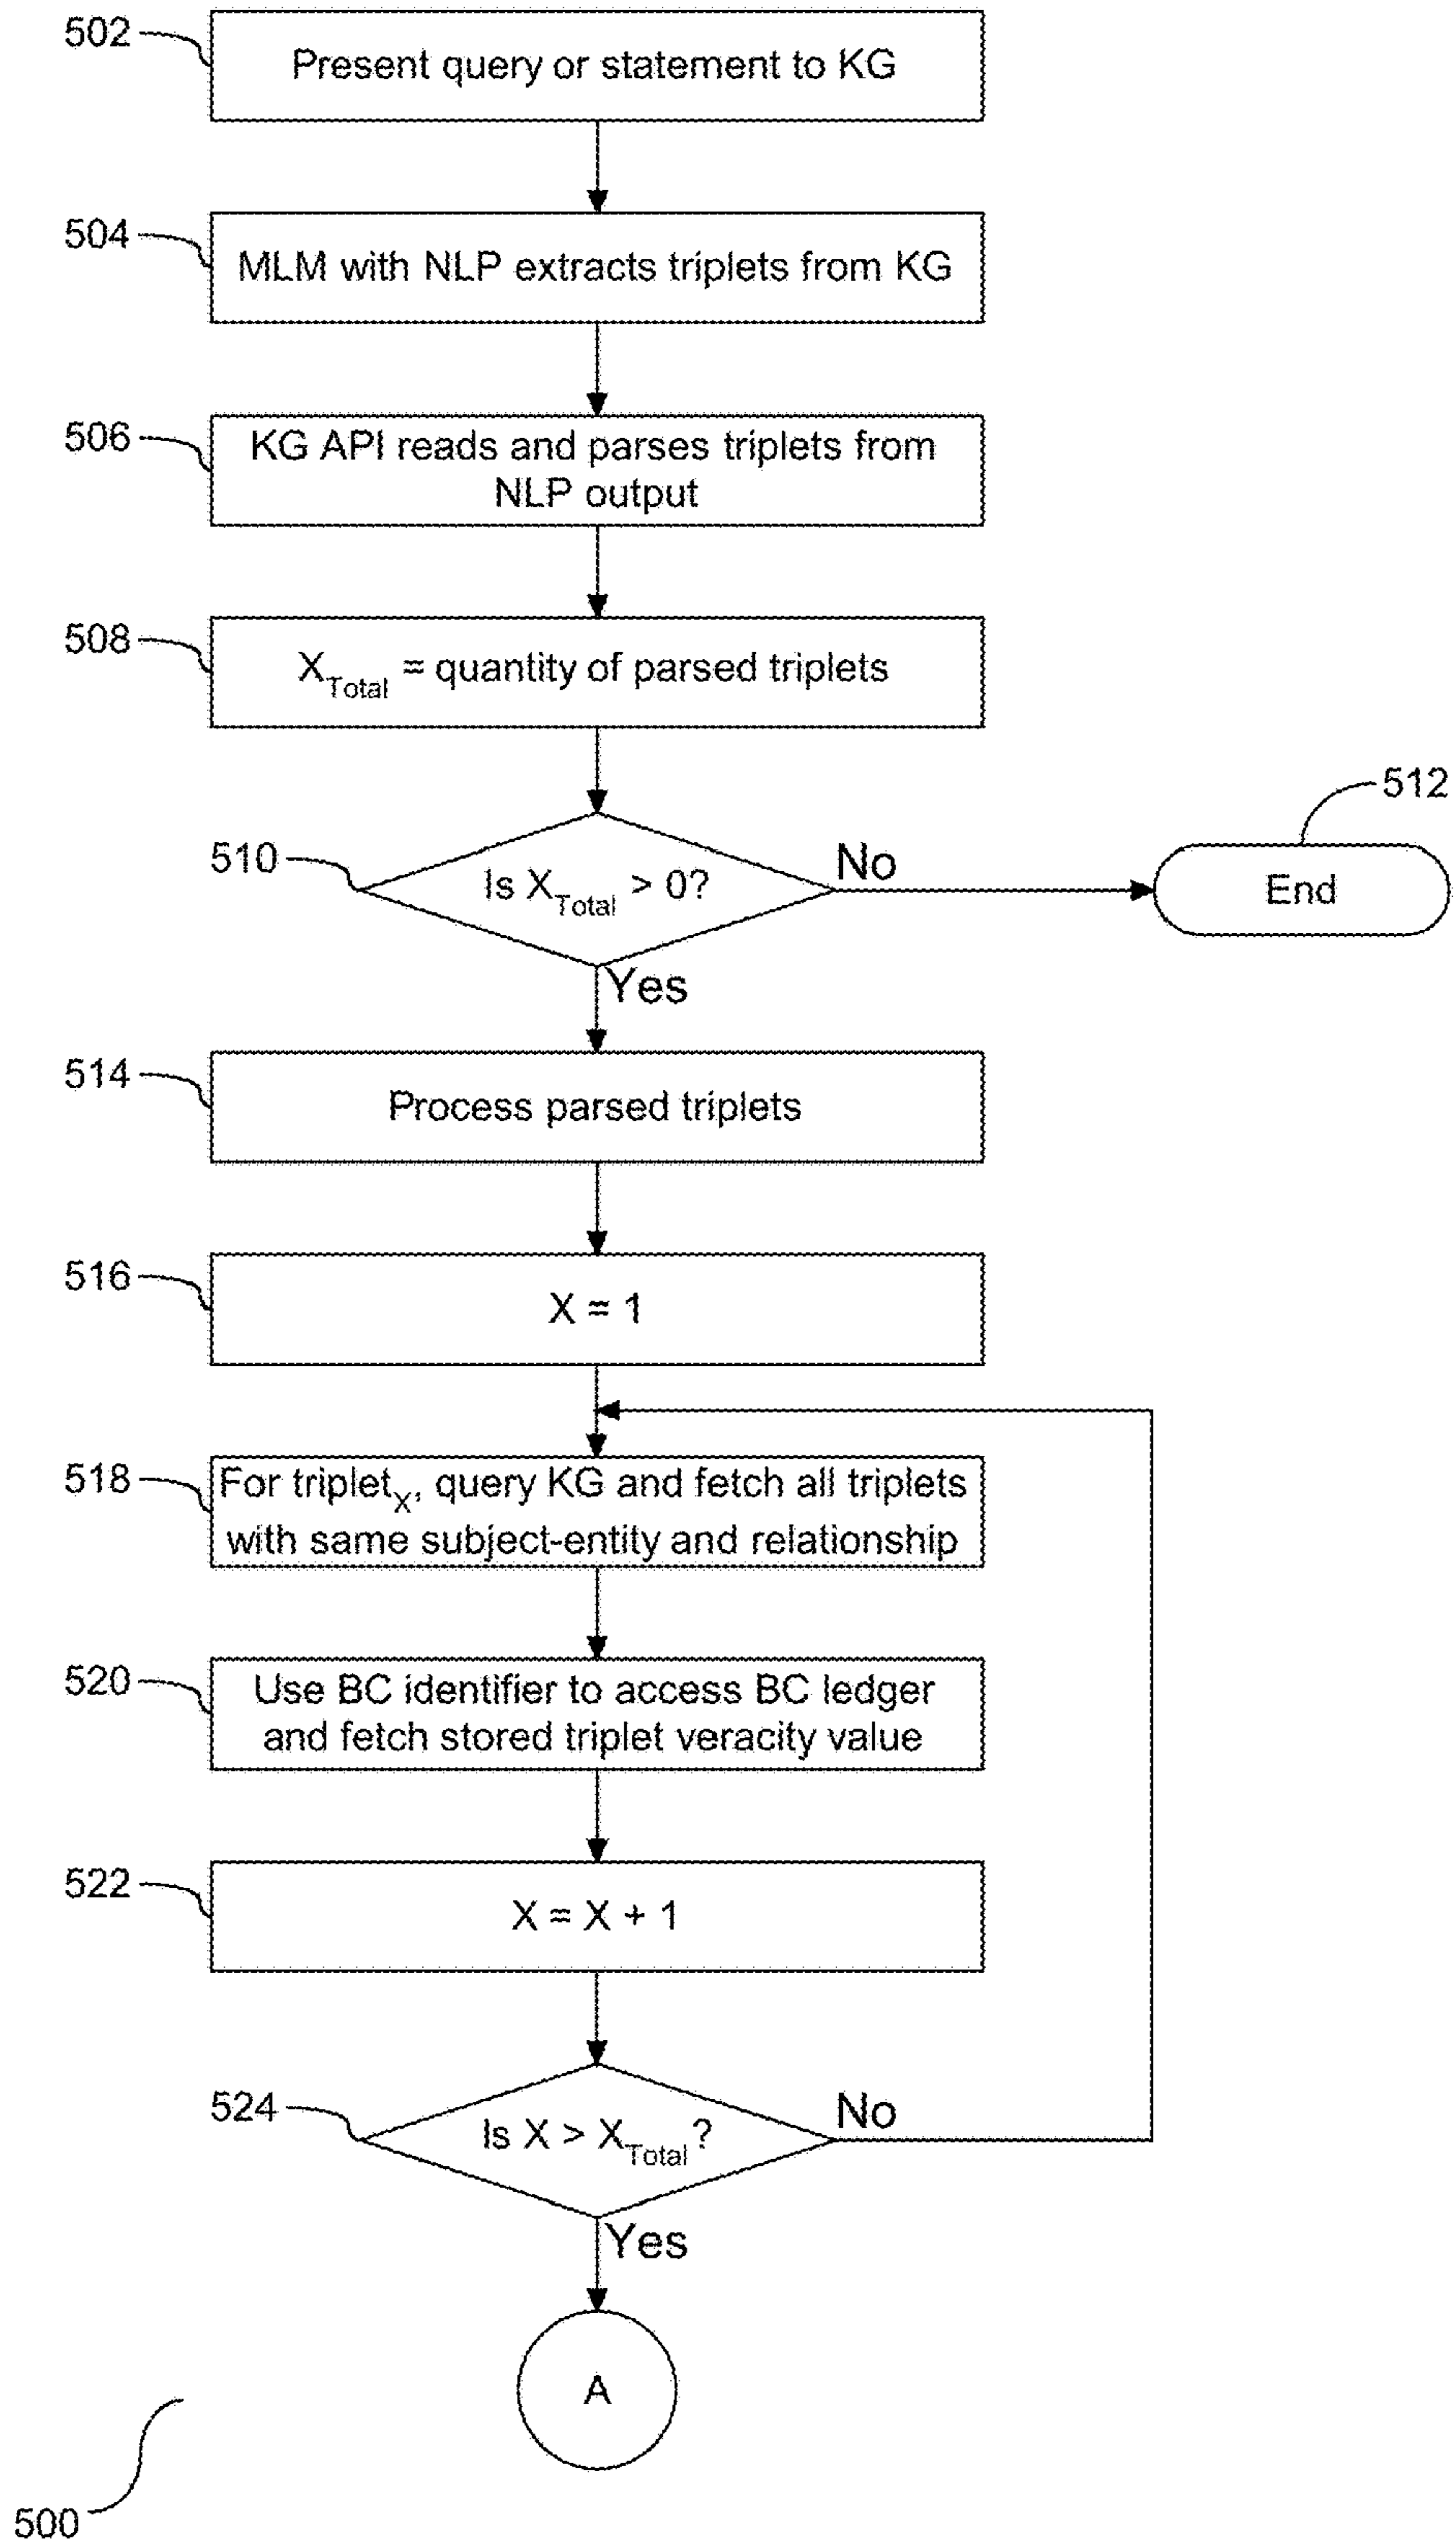 502
Present query or statement to KG
504
MLM with NLP extracts triplets from KG
506
KG API reads and parses triplets from
NLP output
508
X_Total = quantity of parsed triplets
510
Is X_Total > 0?
No
512
End
Yes
514
Process parsed triplets
516
X = 1
518
For triplet_X, query KG and fetch all triplets
with same subject-entity and relationship
520
Use BC identifier to access BC ledger
and fetch stored triplet veracity value
522
X = X + 1
524
Is X > X_Total ?
No
Yes
A
500